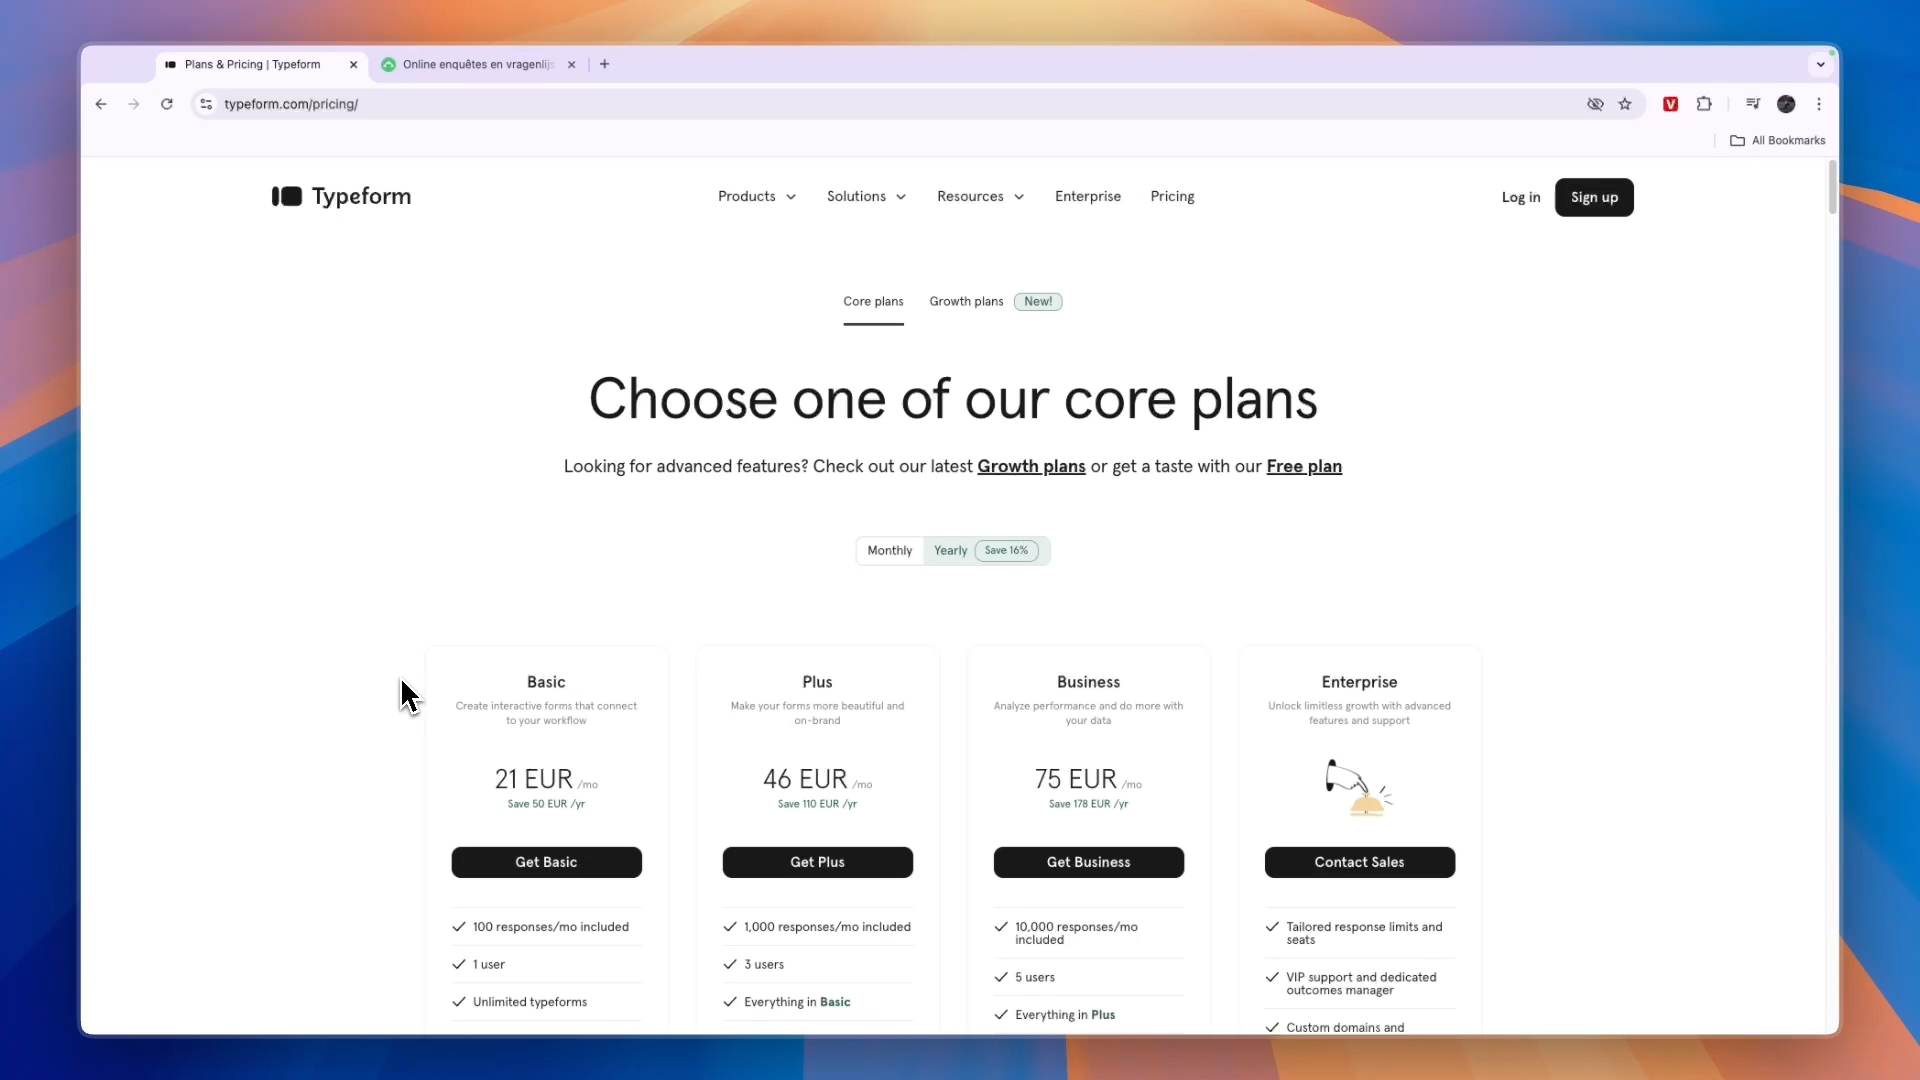 Plans & Pricing | Typeform
Online enquêtes en vragenlijs
typeform.com/pricing/
All Bookmarks
Typeform
Products
Solutions
Resources
Enterprise
Pricing
Log in
Sign up
Core plans
Growth plans
New!
Choose one of our core plans
Looking for advanced features? Check out our latest Growth plans or get a taste with our Free plan
Monthly
Yearly
Save 16%
Basic
Create interactive forms that connect
to your workflow
21 EUR /mo
Save 50 EUR /yr
Get Basic
100 responses/mo included
1 user
Unlimited typeforms
Plus
Make your forms more beautiful and
on-brand
46 EUR /mo
Save 110 EUR /yr
Get Plus
1,000 responses/mo included
3 users
Everything in Basic
Business
Analyze performance and do more with
your data
75 EUR /mo
Save 178 EUR /yr
Get Business
10,000 responses/mo
included
5 users
Everything in Plus
Enterprise
Unlock limitless growth with advanced
features and support
Contact Sales
Tailored response limits and
seats
VIP support and dedicated
outcomes manager
Custom domains and